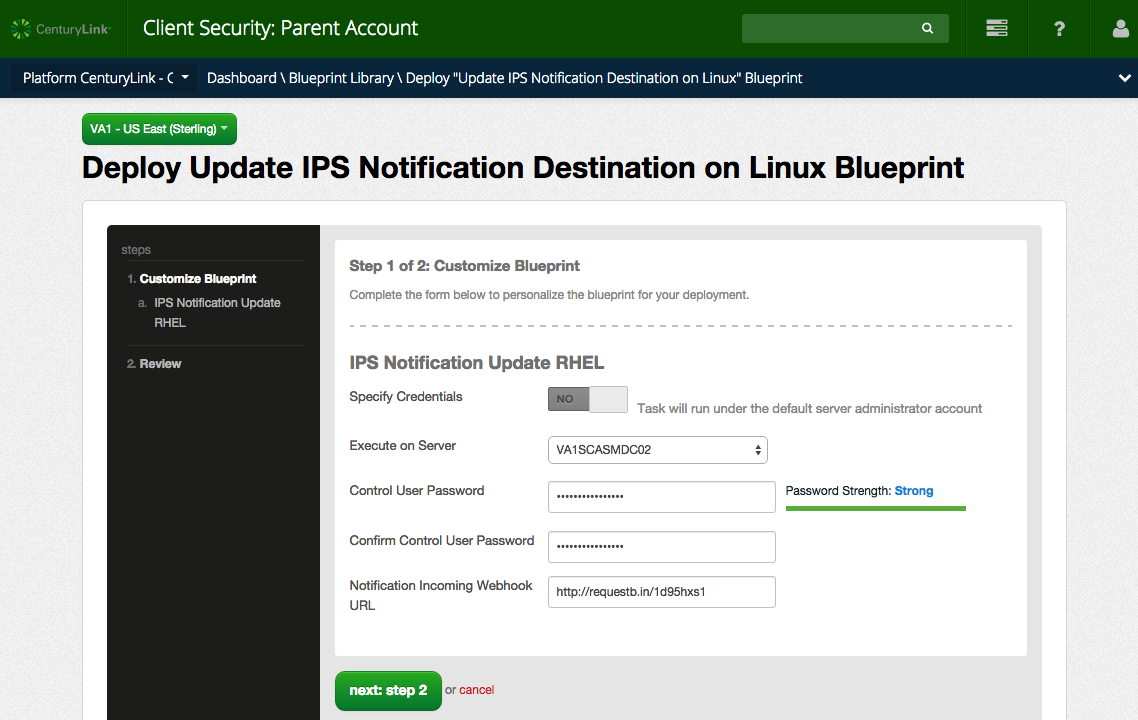 CenturyLink
Client Security: Parent Account
?
Platform CenturyLink - C
Dashboard \ Blueprint Library \ Deploy "Update IPS Notification Destination on Linux" Blueprint
VA1 - US East (Sterling)
Deploy Update IPS Notification Destination on Linux Blueprint
steps
1. Customize Blueprint
a. IPS Notification Update
RHEL
2. Review
Step 1 of 2: Customize Blueprint
Complete the form below to personalize the blueprint for your deployment.
IPS Notification Update RHEL
Specify Credentials
NO
Task will run under the default server administrator account
Execute on Server
VA1SCASMDC02
Control User Password
••••••••••••••••
Password Strength: Strong
Confirm Control User Password
••••••••••••••••
Notification Incoming Webhook
URL
http://requestb.in/1d95hxs1
next: step 2 or cancel